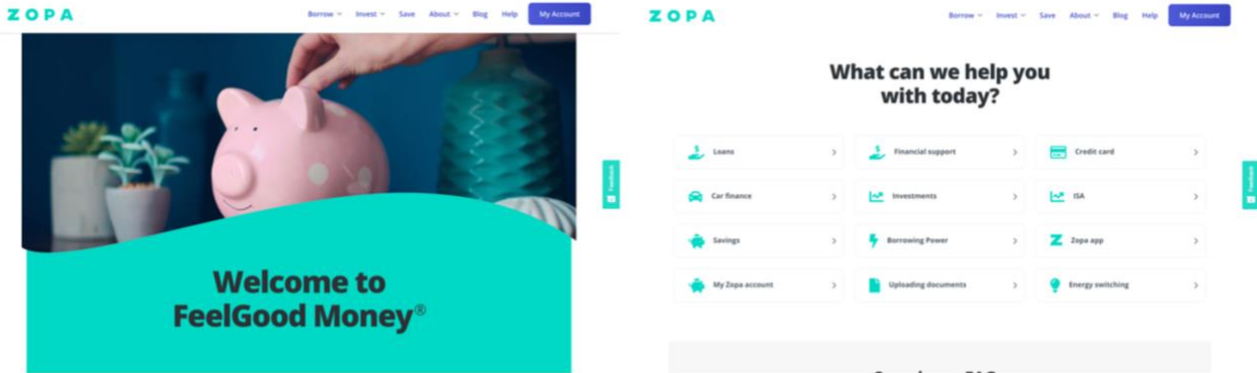 ZOPA
Borrow Invest Save About Blog Help My Account
Feedback
Welcome to
FeelGood Money®
ZOPA
Borrow Invest Save About Blog Help My Account
What can we help you
with today?
Loans Financial support Credit card
Car finance Investments ISA
Savings Borrowing Power Zopa app
My Zopa account Uploading documents Energy switching
Feedback